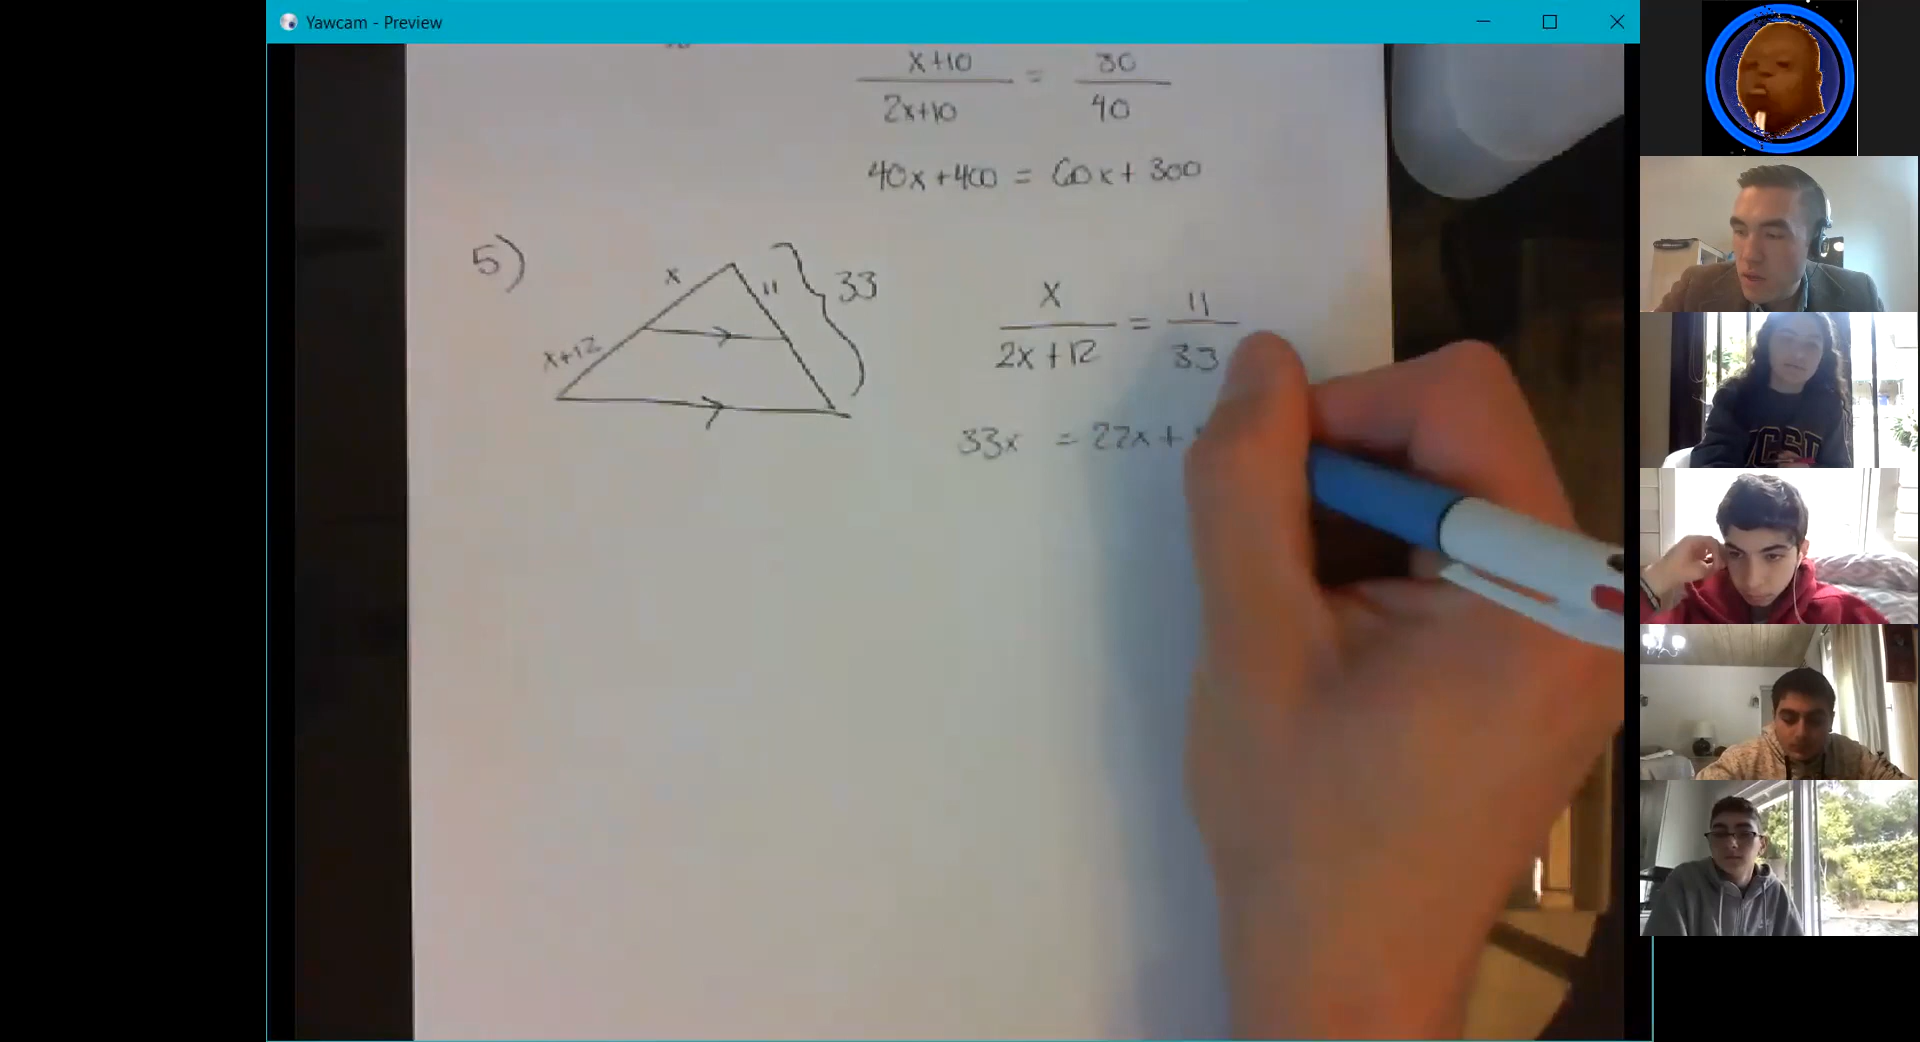 Yawcam - Preview
x+10 = 30
2x+10 40
40x+400 = 60x+300
5)
x
11
33
x+12
x = 11
2x+12 33
33x = 22x+
UCSD